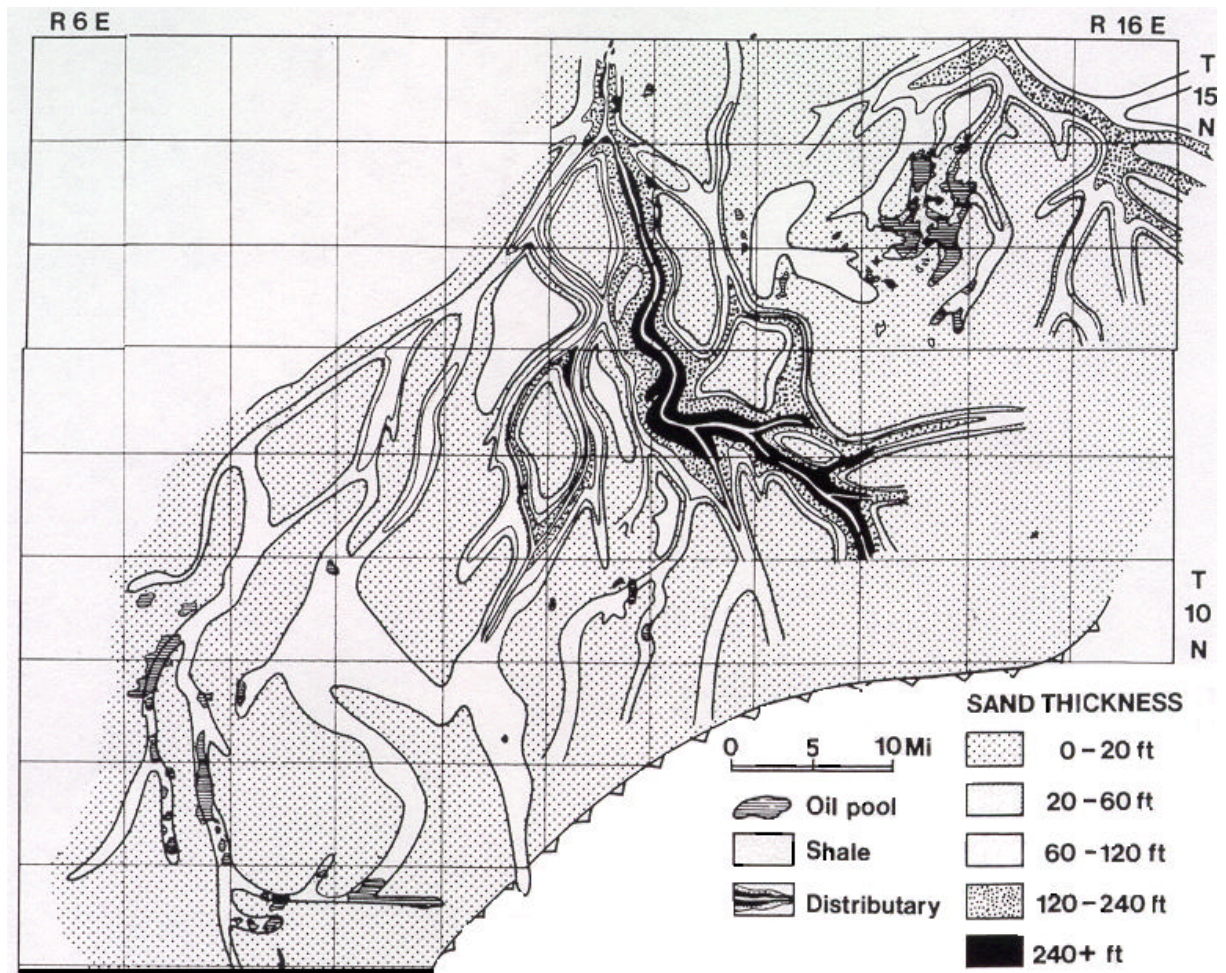 R 6 E
R 16 E
T
15
N
T
10
N
SAND THICKNESS
0 5 10 Mi
0 – 20 ft
Oil pool
20 – 60 ft
Shale
60 – 120 ft
Distributary
120 – 240 ft
240+ ft